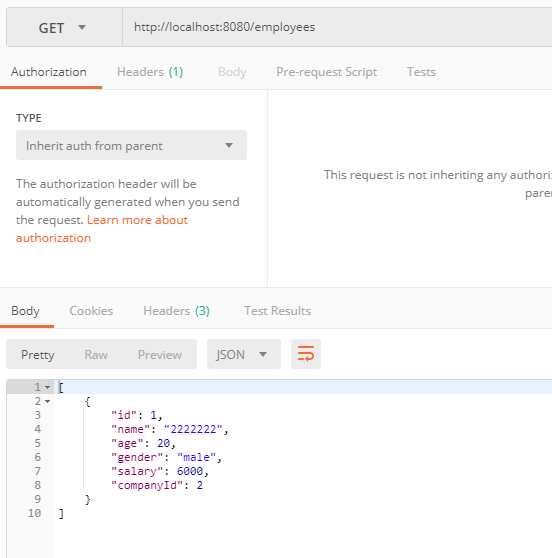 GET http://localhost:8080/employees
Authorization Headers (1) Body Pre-request Script Tests
TYPE
Inherit auth from parent
The authorization header will be
automatically generated when you send
the request. Learn more about
authorization
This request is not inheriting any authori
pare
Body Cookies Headers (3) Test Results
Pretty Raw Preview JSON
1 [
2 {
3 "id": 1,
4 "name": "2222222",
5 "age": 20,
6 "gender": "male",
7 "salary": 6000,
8 "companyId": 2
9 }
10 ]